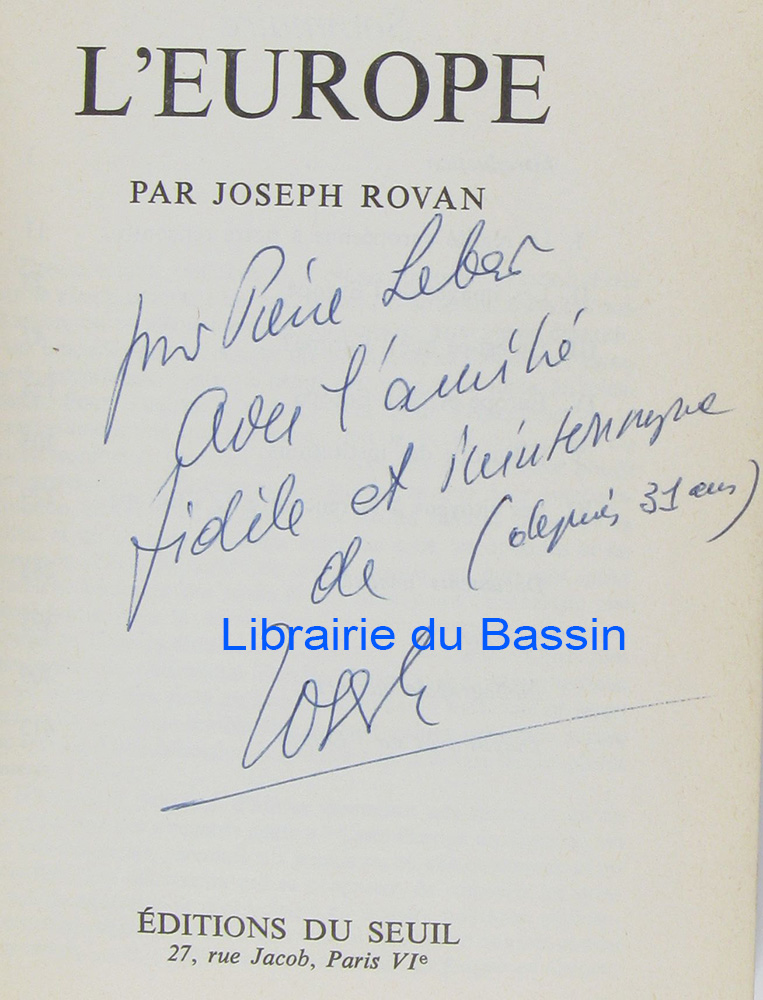 L'EUROPE
PAR JOSEPH ROVAN
pour Pierre Lebar
avec l'amitié
fidèle et ininterrompue
(depuis 31 ans)
de
Librairie du Bassin
Joseph
ÉDITIONS DU SEUIL
27, rue Jacob, Paris VIe